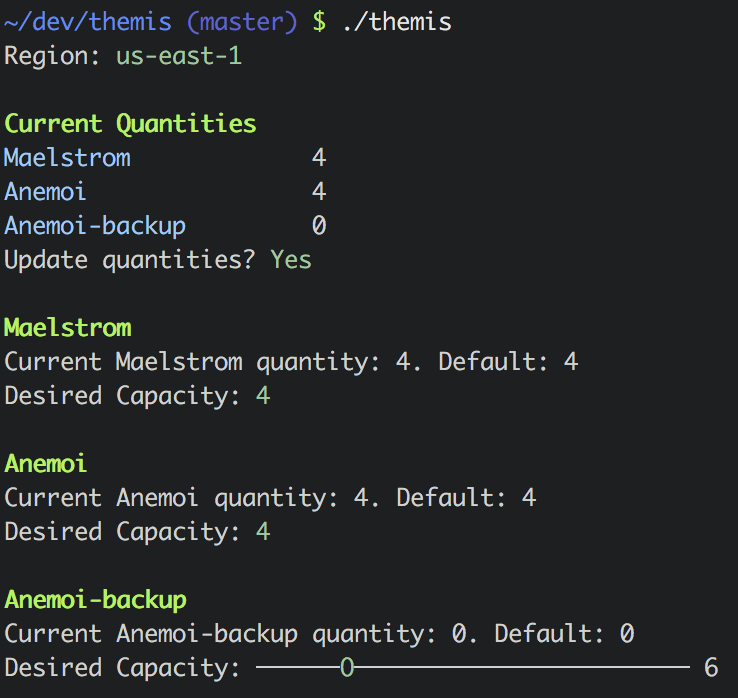 ~/dev/themis (master) $ ./themis
Region: us-east-1
Current Quantities
Maelstrom 4
Anemoi 4
Anemoi-backup 0
Update quantities? Yes
Maelstrom
Current Maelstrom quantity: 4. Default: 4
Desired Capacity: 4
Anemoi
Current Anemoi quantity: 4. Default: 4
Desired Capacity: 4
Anemoi-backup
Current Anemoi-backup quantity: 0. Default: 0
Desired Capacity: ──────O──────────────────────── 6